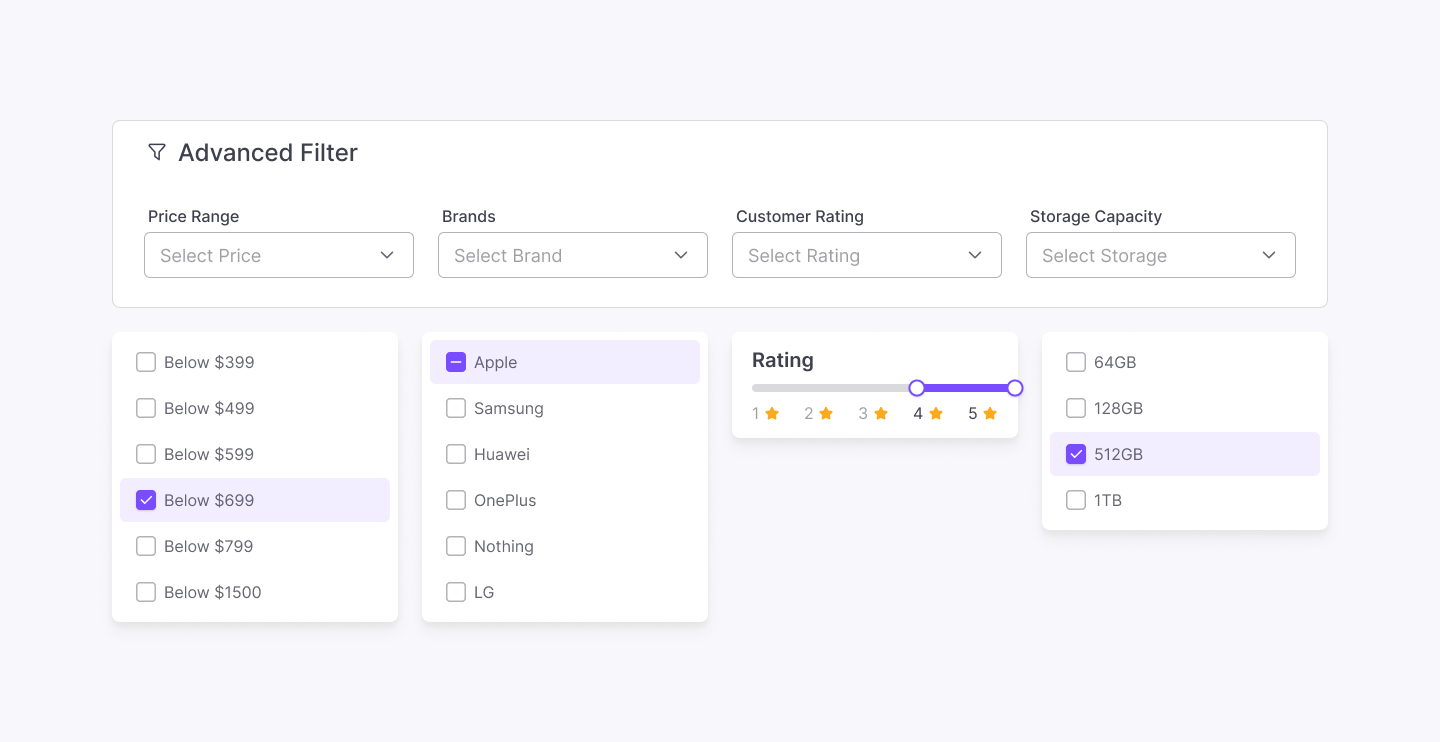 Advanced Filter
Price Range
Select Price
Brands
Select Brand
Customer Rating
Select Rating
Storage Capacity
Select Storage
Below $399
Below $499
Below $599
Below $699
Below $799
Below $1500
Apple
Samsung
Huawei
OnePlus
Nothing
LG
Rating
1 2 3 4 5
64GB
128GB
512GB
1TB